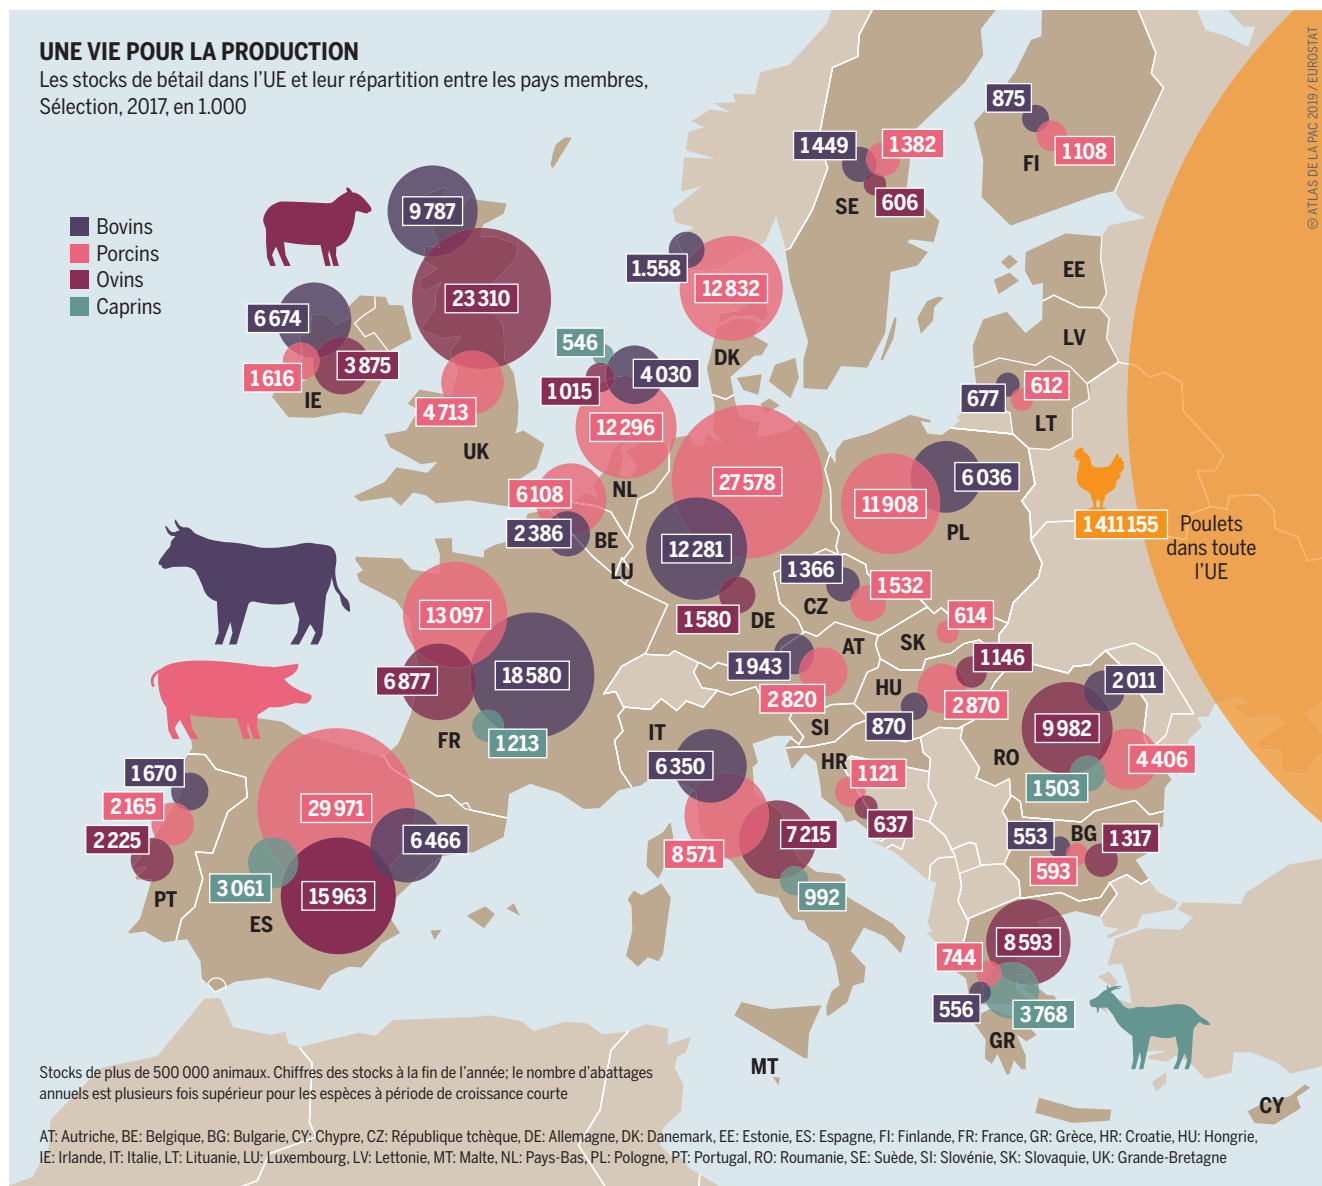 UNE VIE POUR LA PRODUCTION
Les stocks de bétail dans l'UE et leur répartition entre les pays membres,
Sélection, 2017, en 1.000
© ATLAS DE LA PAC 2019 / EUROSTAT
Bovins
Porcins
Ovins
Caprins
875
1108
FI
1449
1382
606
SE
9787
23310
4713
UK
6674
1616
3875
IE
1.558
12832
DK
EE
LV
677
612
LT
546
4030
1015
12296
NL
6108
2386
BE
LU
27578
12281
1580
DE
11908
6036
PL
1411155
Poulets
dans toute
l'UE
1366
1532
CZ
614
SK
1943
2820
AT
1146
2870
870
HU
SI
13097
6877
18580
1213
FR
2011
9982
4406
1503
RO
IT
6350
8571
7215
992
HR
1121
637
1670
2165
2225
PT
29971
6466
3061
15963
ES
553
BG
1317
593
8593
744
556
3768
GR
MT
CY
Stocks de plus de 500 000 animaux. Chiffres des stocks à la fin de l'année; le nombre d'abattages
annuels est plusieurs fois supérieur pour les espèces à période de croissance courte
AT: Autriche, BE: Belgique, BG: Bulgarie, CY: Chypre, CZ: République tchèque, DE: Allemagne, DK: Danemark, EE: Estonie, ES: Espagne, FI: Finlande, FR: France, GR: Grèce, HR: Croatie, HU: Hongrie,
IE: Irlande, IT: Italie, LT: Lituanie, LU: Luxembourg, LV: Lettonie, MT: Malte, NL: Pays-Bas, PL: Pologne, PT: Portugal, RO: Roumanie, SE: Suède, SI: Slovénie, SK: Slovaquie, UK: Grande-Bretagne